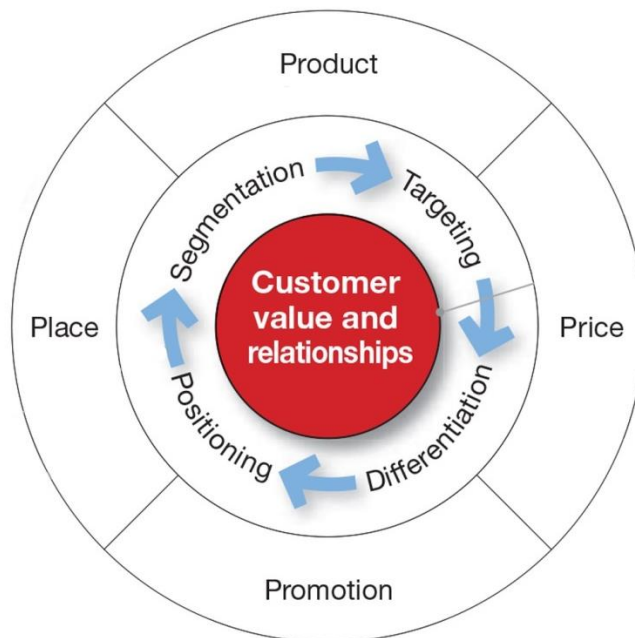 Product
Segmentation
Targeting
Customer
value and
relationships
Place
Price
Positioning
Differentiation
Promotion